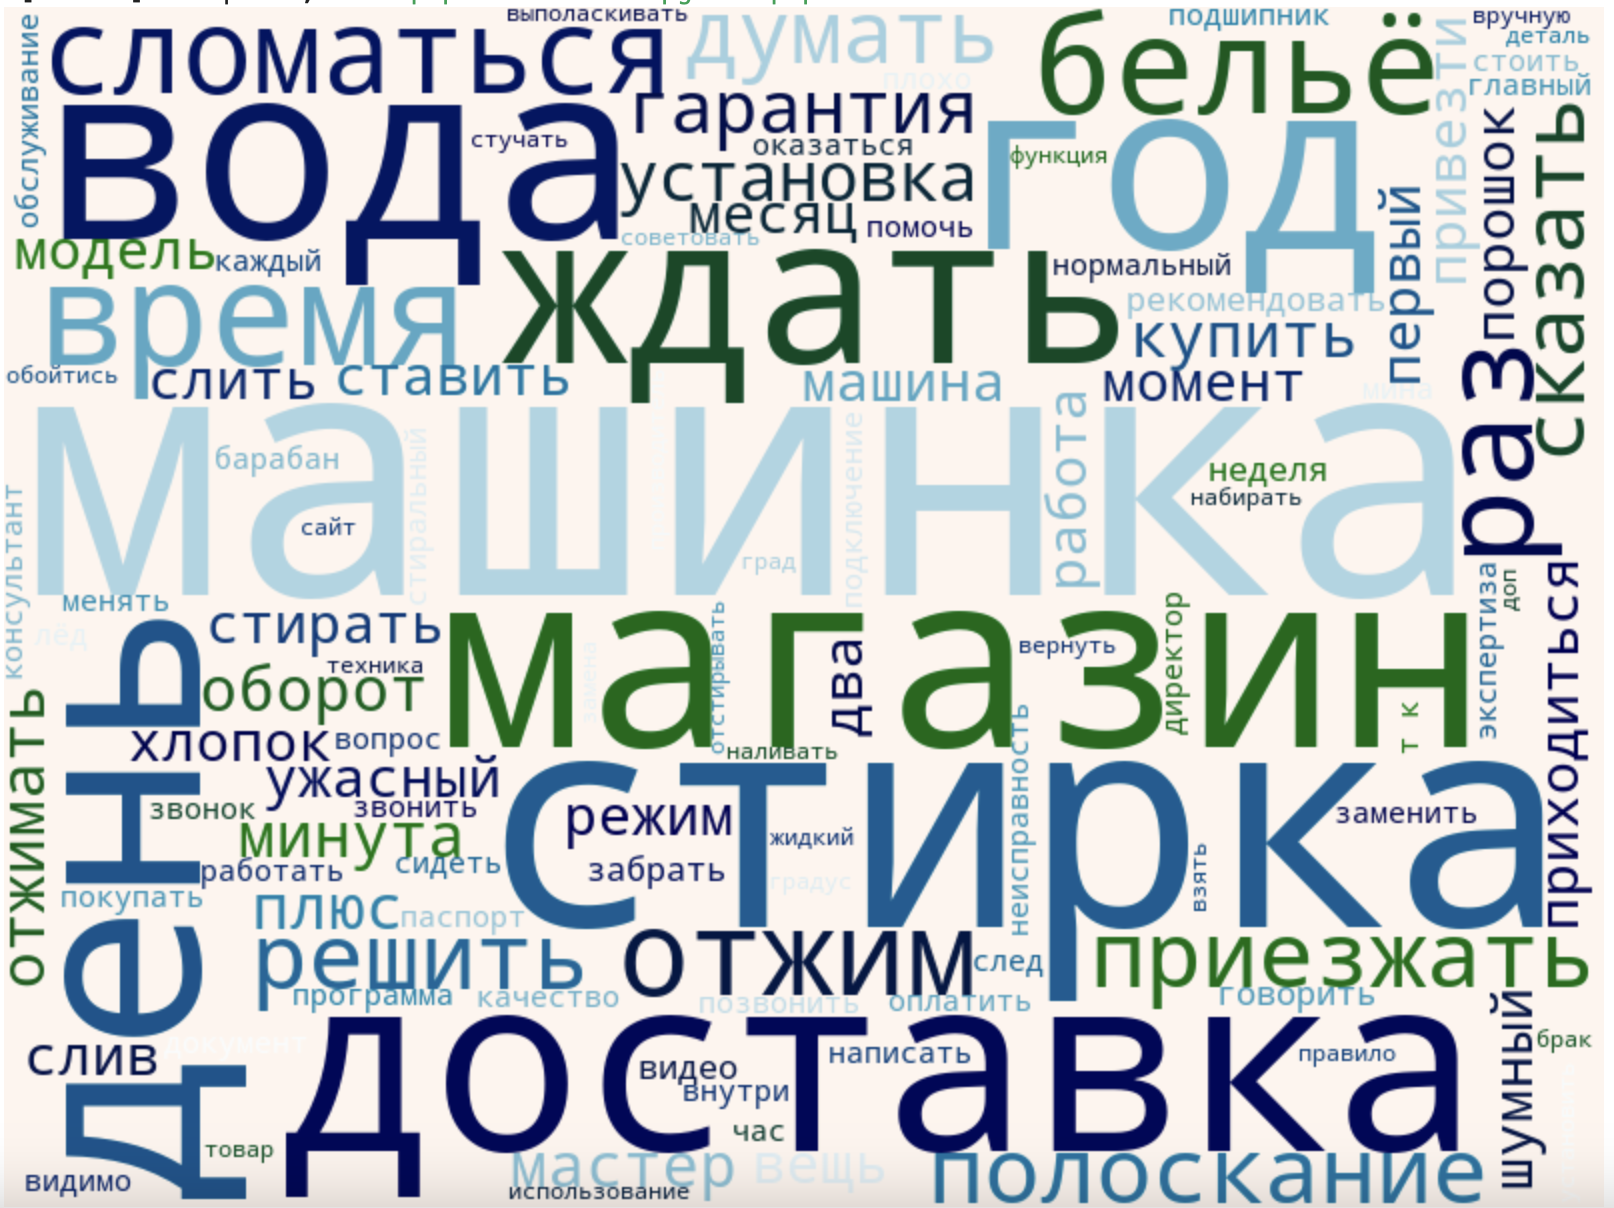 выполаскивать
подшипник
вручную
обслуживание
сломаться
думать
бельё
деталь
стоить
плохо
главный
привезти
вода
гарантия
год
стучать
оказаться
функция
порошок
сказать
установка
месяц
помочь
первый
модель
каждый
советовать
нормальный
время
ждать
рекомендовать
купить
обойтись
слить
ставить
машина
момент
мина
раз
машинка
барабан
стиральный
подключение
работа
неделя
набирать
консультант
сайт
град
менять
экспертиза
доп
приходиться
лёд
день
стирать
магазин
отстирывать
два
вернуть
директор
техника
замена
оборот
отжимать
хлопок
вопрос
наливать
т к
ужасный
стирка
неисправность
звонок
звонить
режим
заменить
минута
жидкий
работать
сидеть
забрать
градус
взять
покупать
плюс
паспорт
решить
отжим
след
приезжать
программа
качество
позвонить
оплатить
говорить
слив
документ
доставка
видео
написать
правило
шумный
брак
внутри
час
товар
мастер
вещь
полоскание
видимо
использование